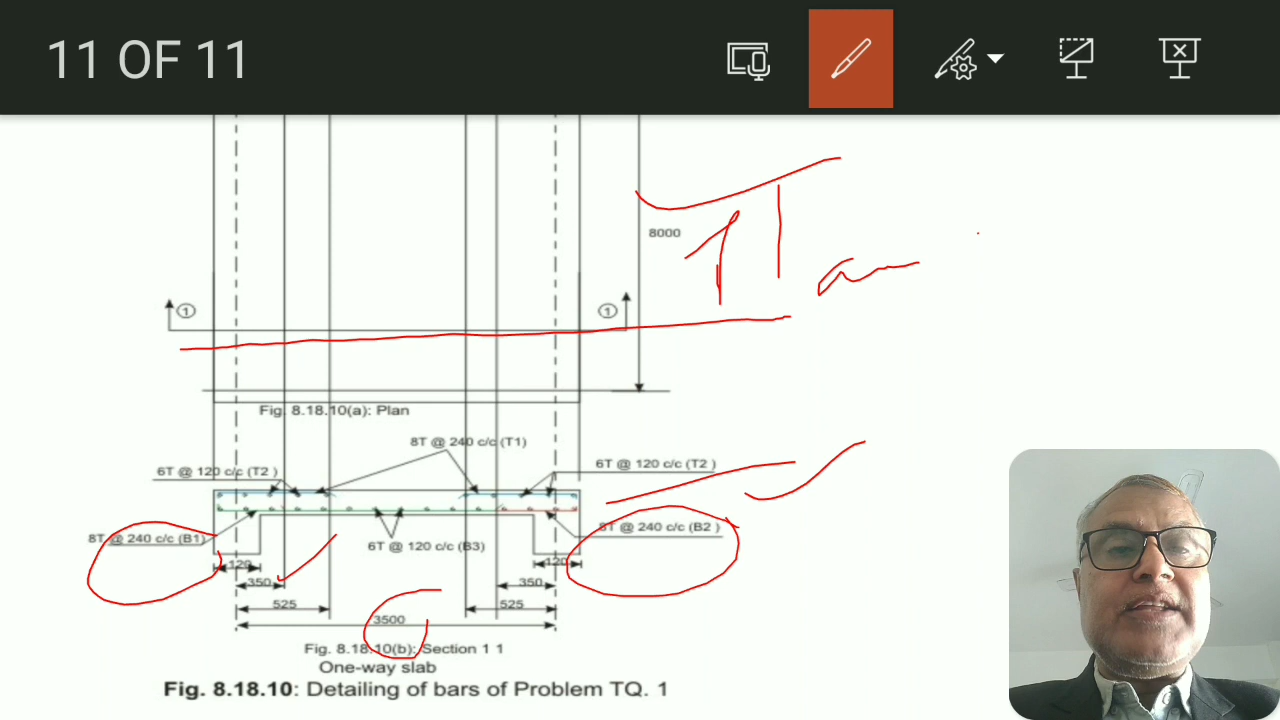 11 OF 11
8000
1 1
Fig. 8.18.10(a): Plan
8T @ 240 c/c (T1)
6T @ 120 c/c (T2 )
6T @ 120 c/c (T2 )
8T @ 240 c/c (B1)
6T @ 120 c/c (B3)
8T @ 240 c/c (B2 )
120
120
350
350
525
525
3500
Fig. 8.18.10(b): Section 1 1
One-way slab
Fig. 8.18.10: Detailing of bars of Problem TQ. 1